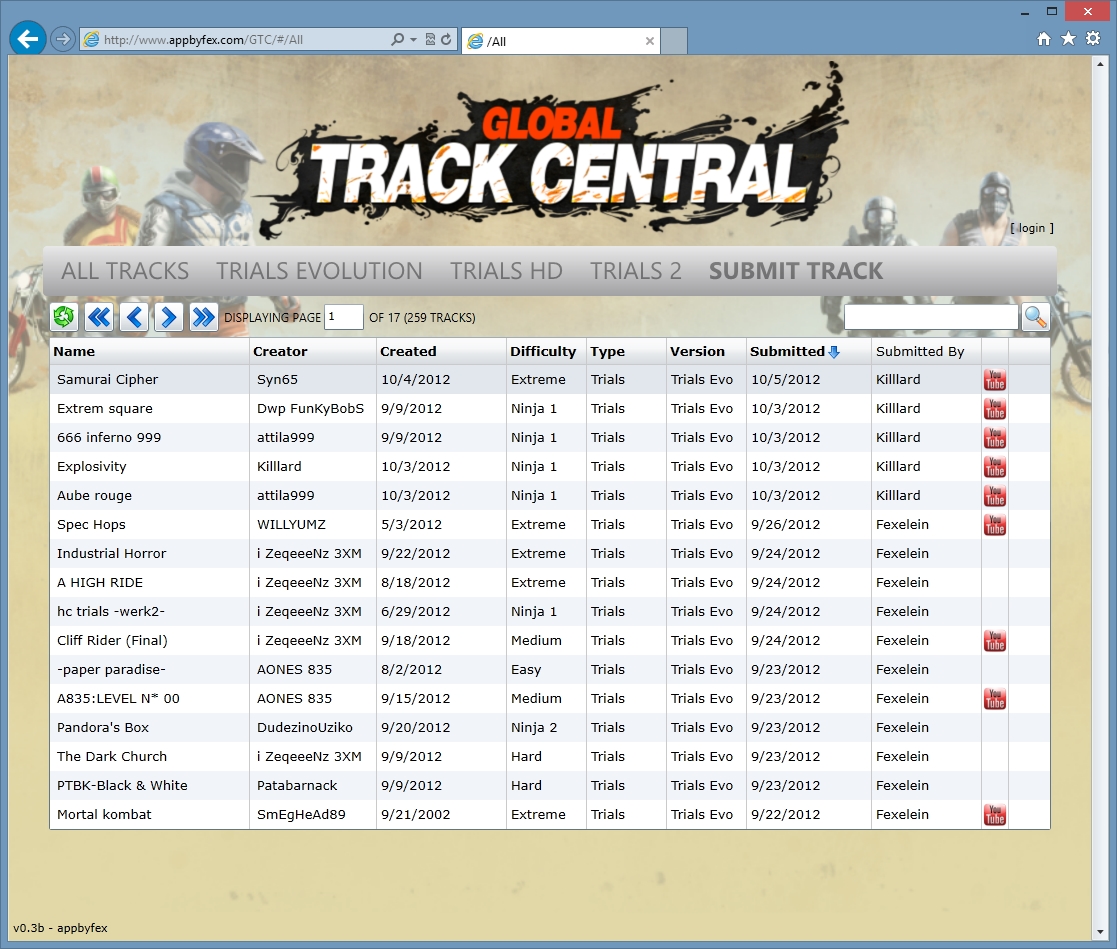 http://www.appbyfex.com/GTC/#/All
/All
GLOBAL
TRACK CENTRAL
[ login ]
ALL TRACKS TRIALS EVOLUTION TRIALS HD TRIALS 2 SUBMIT TRACK
DISPLAYING PAGE 1 OF 17 (259 TRACKS)
Name Creator Created Difficulty Type Version Submitted Submitted By
Samurai Cipher Syn65 10/4/2012 Extreme Trials Trials Evo 10/5/2012 Killlard You Tube
Extrem square Dwp FunKyBobS 9/9/2012 Ninja 1 Trials Trials Evo 10/3/2012 Killlard You Tube
666 inferno 999 attila999 9/9/2012 Ninja 1 Trials Trials Evo 10/3/2012 Killlard You Tube
Explosivity Killlard 10/3/2012 Ninja 1 Trials Trials Evo 10/3/2012 Killlard You Tube
Aube rouge attila999 10/3/2012 Ninja 1 Trials Trials Evo 10/3/2012 Killlard You Tube
Spec Hops WILLYUMZ 5/3/2012 Extreme Trials Trials Evo 9/26/2012 Fexelein You Tube
Industrial Horror i ZeqeeeNz 3XM 9/22/2012 Extreme Trials Trials Evo 9/24/2012 Fexelein
A HIGH RIDE i ZeqeeeNz 3XM 8/18/2012 Extreme Trials Trials Evo 9/24/2012 Fexelein
hc trials -werk2- i ZeqeeeNz 3XM 6/29/2012 Ninja 1 Trials Trials Evo 9/24/2012 Fexelein
Cliff Rider (Final) i ZeqeeeNz 3XM 9/18/2012 Medium Trials Trials Evo 9/24/2012 Fexelein You Tube
-paper paradise- AONES 835 8/2/2012 Easy Trials Trials Evo 9/23/2012 Fexelein
A835:LEVEL N* 00 AONES 835 9/15/2012 Medium Trials Trials Evo 9/23/2012 Fexelein You Tube
Pandora's Box DudezinoUziko 9/20/2012 Ninja 2 Trials Trials Evo 9/23/2012 Fexelein
The Dark Church i ZeqeeeNz 3XM 9/9/2012 Hard Trials Trials Evo 9/23/2012 Fexelein
PTBK-Black & White Patabarnack 9/9/2012 Hard Trials Trials Evo 9/23/2012 Fexelein
Mortal kombat SmEgHeAd89 9/21/2002 Extreme Trials Trials Evo 9/22/2012 Fexelein You Tube
v0.3b - appbyfex